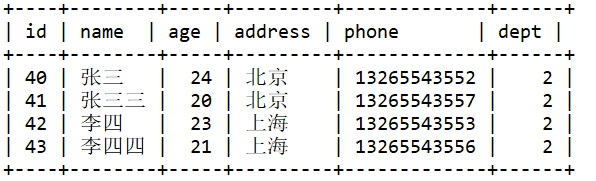 +----+--------+-----+---------+-------------+------+
| id | name | age | address | phone | dept |
+----+--------+-----+---------+-------------+------+
| 40 | 张三 | 24 | 北京 | 13265543552 | 2 |
| 41 | 张三三 | 20 | 北京 | 13265543557 | 2 |
| 42 | 李四 | 23 | 上海 | 13265543553 | 2 |
| 43 | 李四四 | 21 | 上海 | 13265543556 | 2 |
+----+--------+-----+---------+-------------+------+